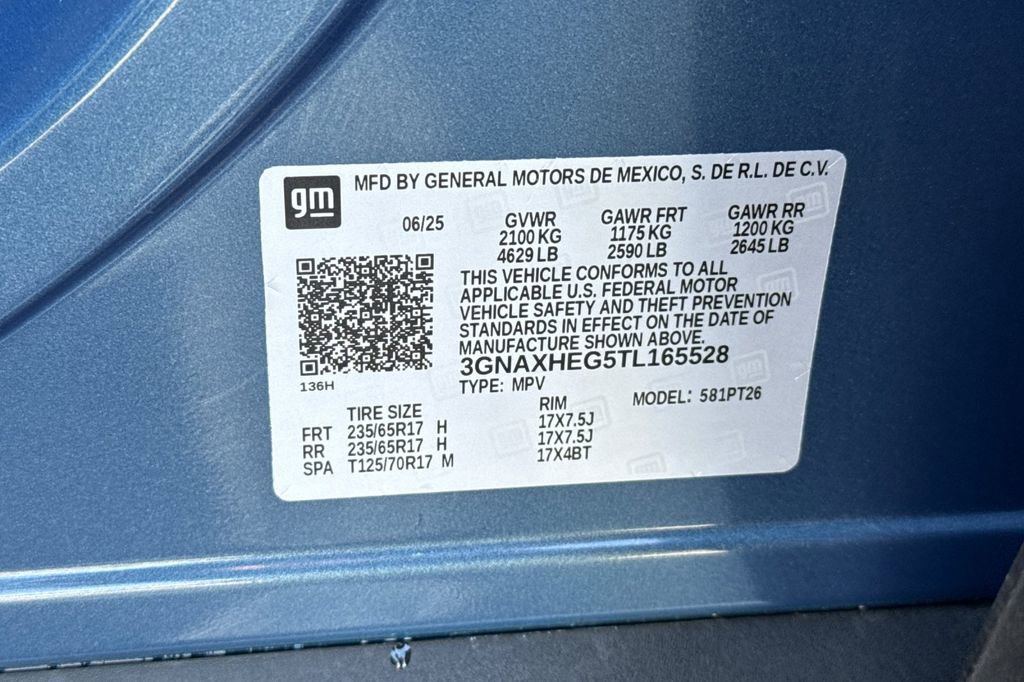 gm
MFD BY GENERAL MOTORS DE MEXICO, S. DE R.L. DE C.V.
06/25 GVWR GAWR FRT GAWR RR
2100 KG 1175 KG 1200 KG
4629 LB 2590 LB 2645 LB
THIS VEHICLE CONFORMS TO ALL
APPLICABLE U.S. FEDERAL MOTOR
VEHICLE SAFETY AND THEFT PREVENTION
STANDARDS IN EFFECT ON THE DATE OF
MANUFACTURE SHOWN ABOVE.
3GNAXHEG5TL165528
136H
TYPE: MPV MODEL: 581PT26
TIRE SIZE RIM
FRT 235/65R17 H 17X7.5J
RR 235/65R17 H 17X7.5J
SPA T125/70R17 M 17X4BT